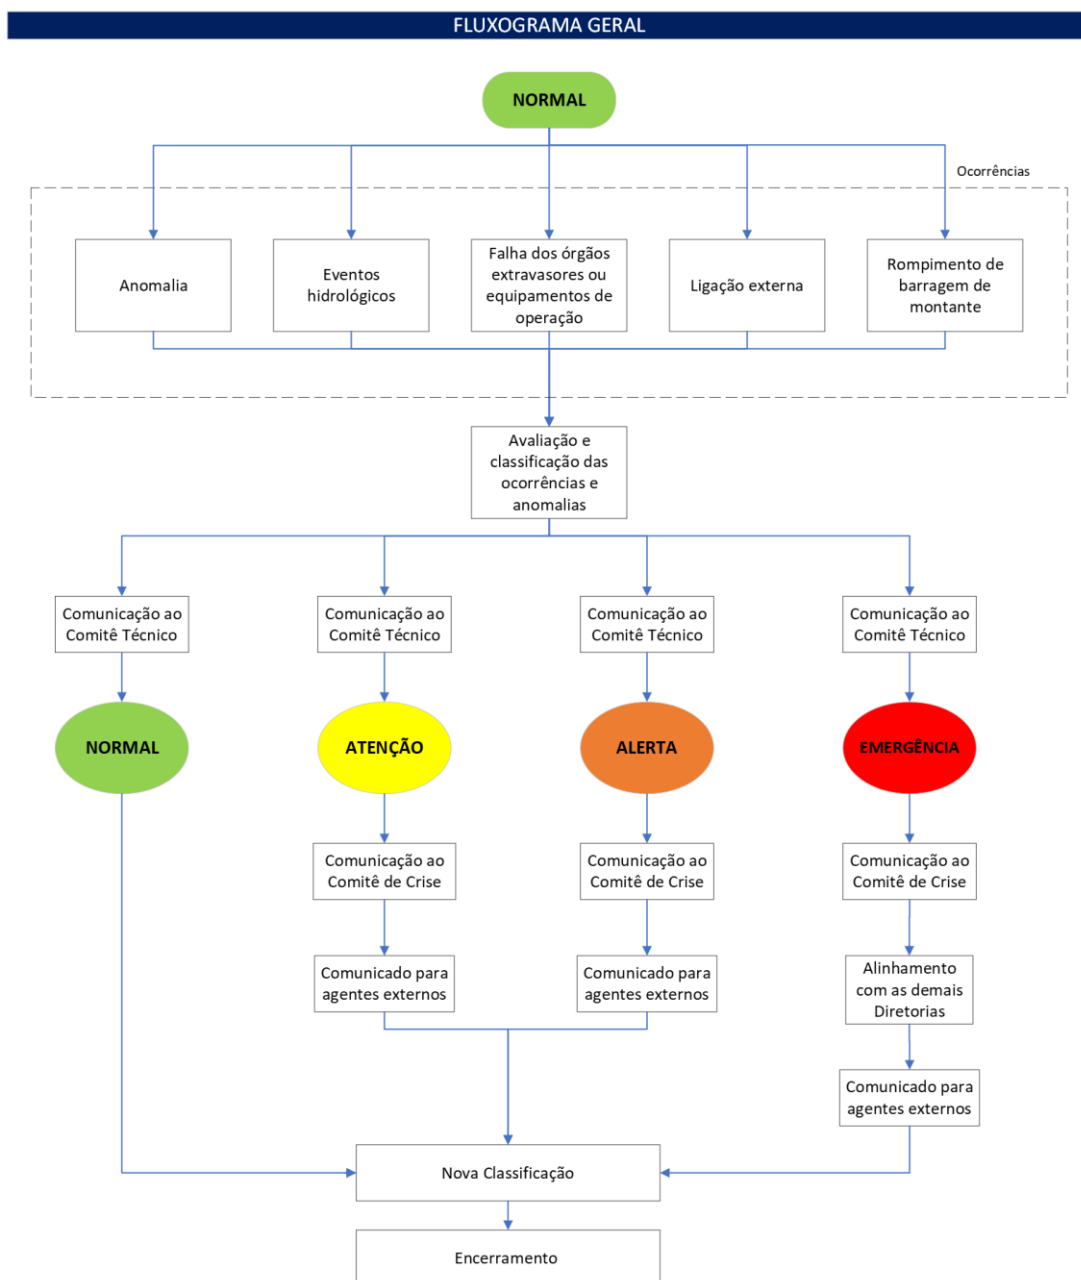 FLUXOGRAMA GERAL
NORMAL
Ocorrências
Anomalia
Eventos
hidrológicos
Falha dos órgãos
extravasores ou
equipamentos de
operação
Ligação externa
Rompimento de
barragem de
montante
Avaliação e
classificação das
ocorrências e
anomalias
Comunicação ao
Comitê Técnico
Comunicação ao
Comitê Técnico
Comunicação ao
Comitê Técnico
Comunicação ao
Comitê Técnico
NORMAL
ATENÇÃO
ALERTA
EMERGÊNCIA
Comunicação ao
Comitê de Crise
Comunicação ao
Comitê de Crise
Comunicação ao
Comitê de Crise
Comunicado para
agentes externos
Comunicado para
agentes externos
Alinhamento
com as demais
Diretorias
Comunicado para
agentes externos
Nova Classificação
Encerramento